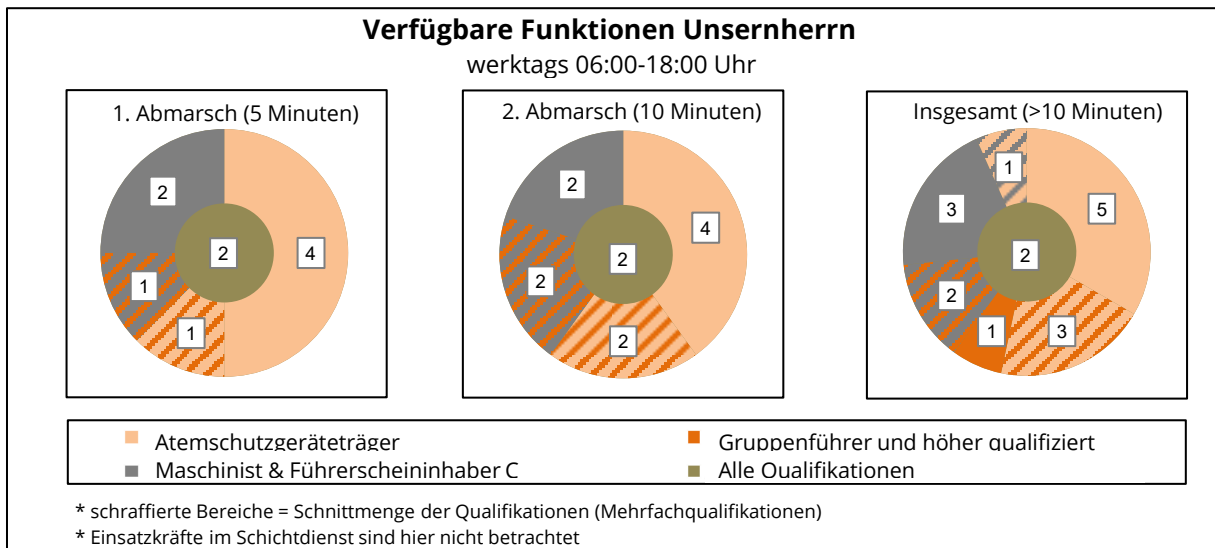 Verfügbare Funktionen Unsernherrn
werktags 06:00-18:00 Uhr
1. Abmarsch (5 Minuten)
2
4
2
1
1
2. Abmarsch (10 Minuten)
2
4
2
2
2
Insgesamt (>10 Minuten)
1
3
5
2
2
1
3
Atemschutzgeräteträger
Gruppenführer und höher qualifiziert
Maschinist & Führerscheininhaber C
Alle Qualifikationen
* schraffierte Bereiche = Schnittmenge der Qualifikationen (Mehrfachqualifikationen)
* Einsatzkräfte im Schichtdienst sind hier nicht betrachtet